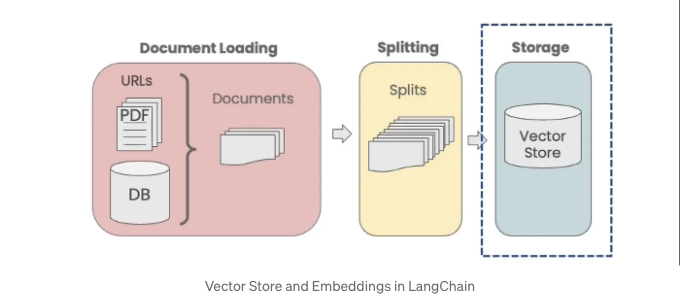 Document Loading
Splitting
Storage
URLs
PDF
DB
Documents
Splits
Vector
Store
Vector Store and Embeddings in LangChain